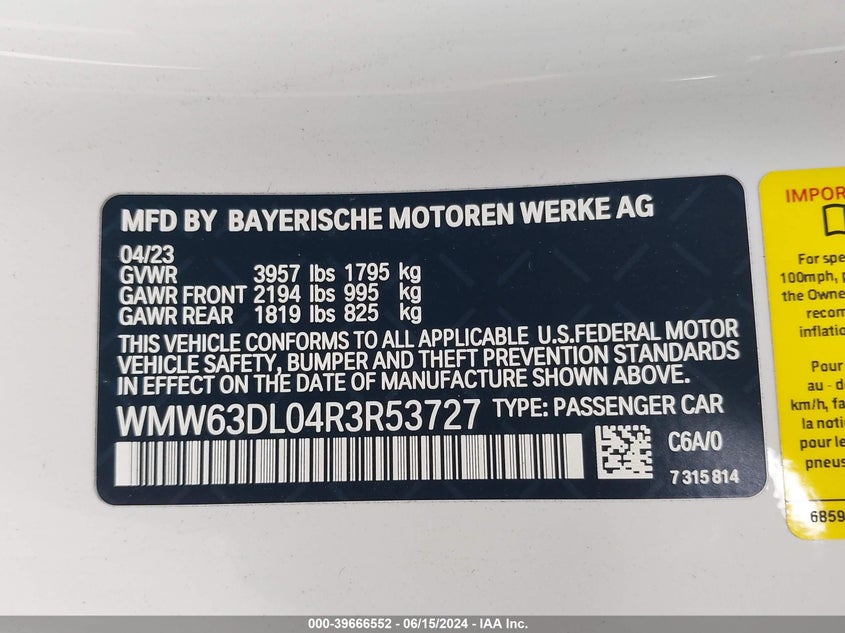 MFD BY BAYERISCHE MOTOREN WERKE AG
04/23
GVWR 3957 lbs 1795 kg
GAWR FRONT 2194 lbs 995 kg
GAWR REAR 1819 lbs 825 kg
THIS VEHICLE CONFORMS TO ALL APPLICABLE U.S.FEDERAL MOTOR
VEHICLE SAFETY, BUMPER AND THEFT PREVENTION STANDARDS
IN EFFECT ON THE DATE OF MANUFACTURE SHOWN ABOVE.
WMW63DL04R3R53727 TYPE: PASSENGER CAR
C6A/0
7 315 814
IMPOR
For spe
100mph, p
the Owne
recom
inflatio
Pour
au - d
km/h, fa
la noti
pour le
pneus
6859
000-39666552 - 06/15/2024 - IAA Inc.